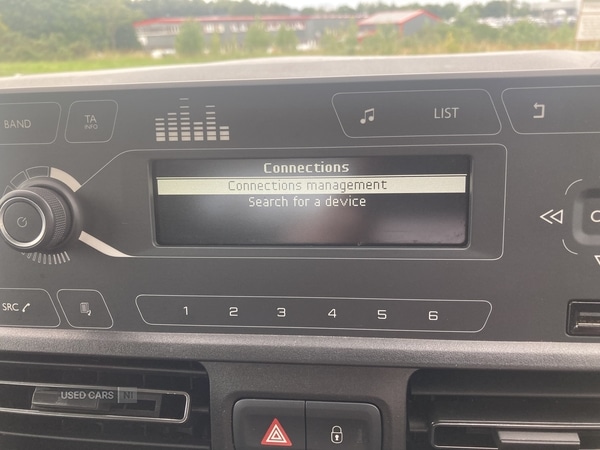 BAND
TA
INFO
LIST
Connections
Connections management
Search for a device
SRC
1 2 3 4 5 6
USED CARS NI